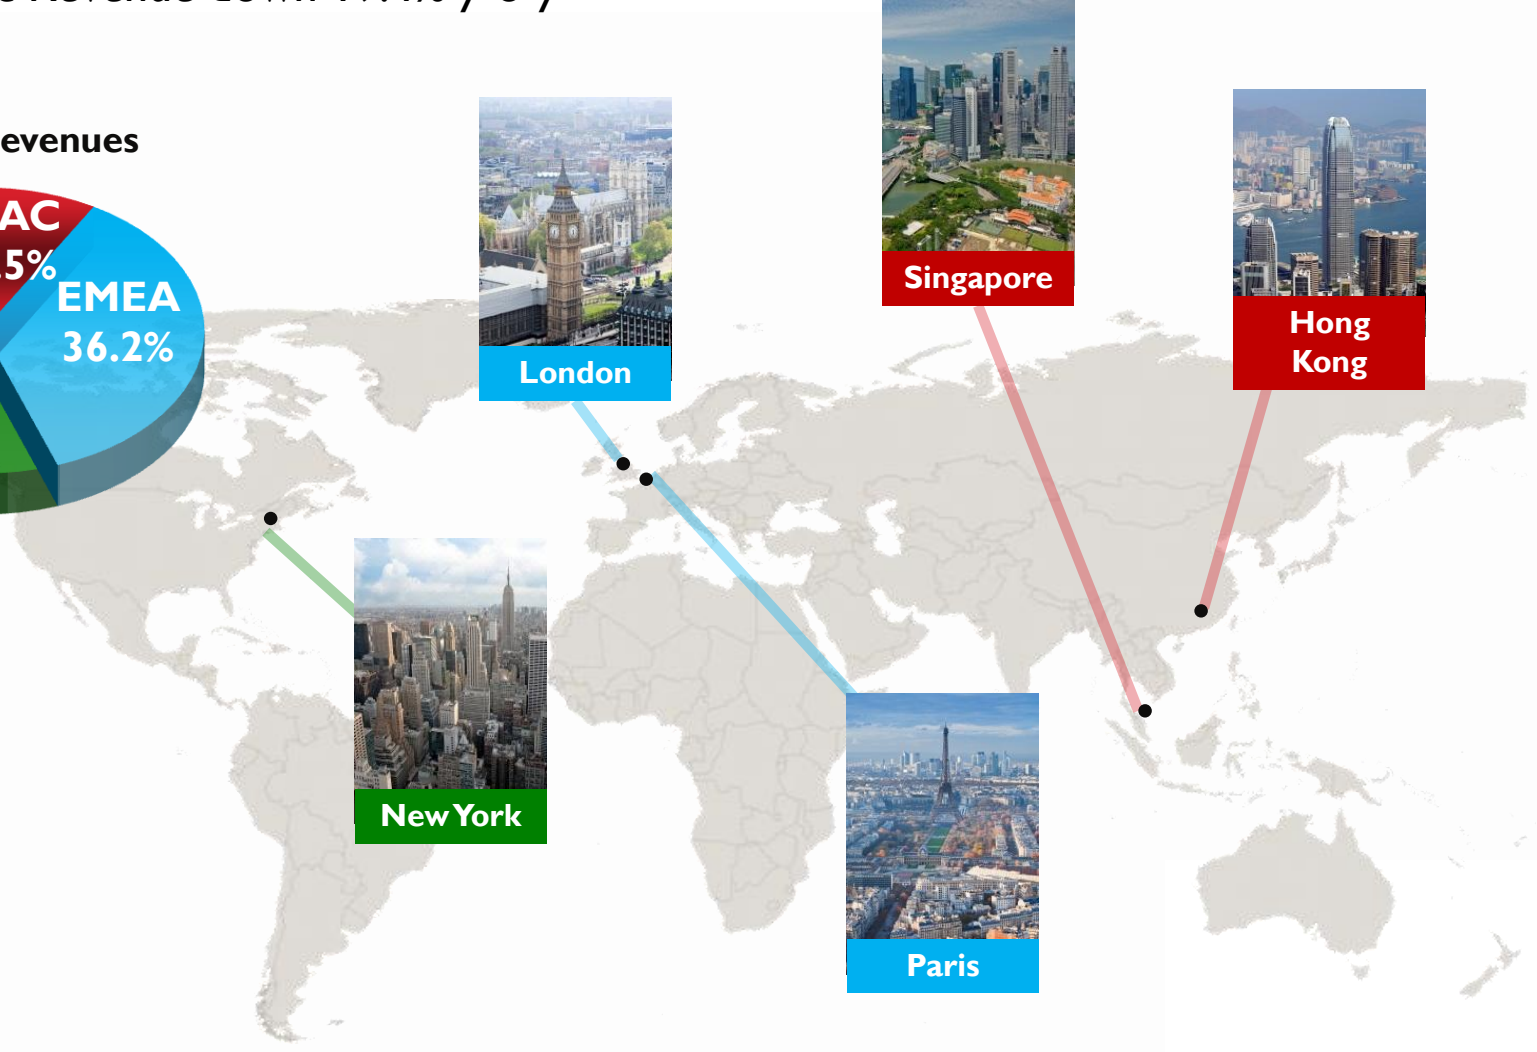 evenues
AC
5%
EMEA
36.2%
London
Singapore
Hong
Kong
New York
Paris